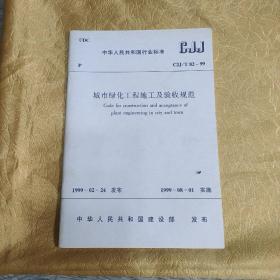 UDC
中华人民共和国行业标准 CJJ
P CJJ/T 82-99
城市绿化工程施工及验收规范
Code for construction and acceptance of
plant engineering in city and town
1999-02-24 发布 1999-08-01 实施
中华人民共和国建设部 发布